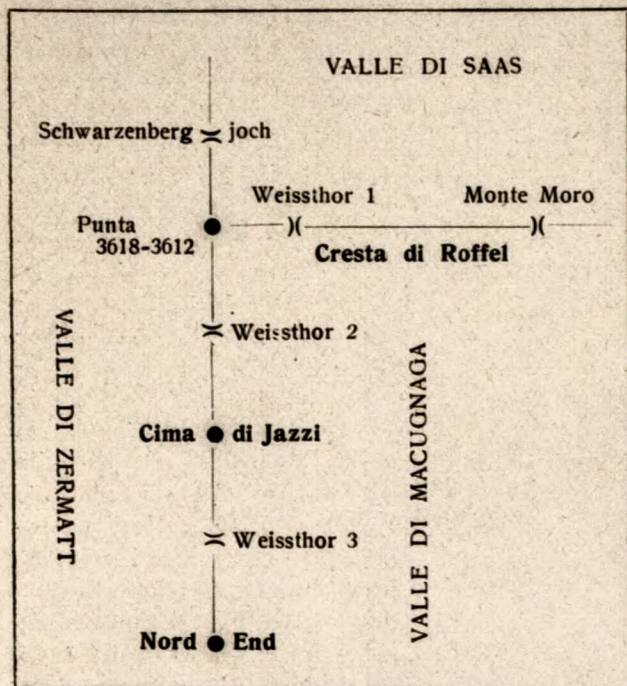 VALLE DI SAAS
Schwarzenberg joch
Weissthor 1
Monte Moro
Punta
3618-3612
Cresta di Roffel
VALLE DI ZERMATT
Weissthor 2
VALLE DI MACUGNAGA
Cima di Jazzi
Weissthor 3
Nord End